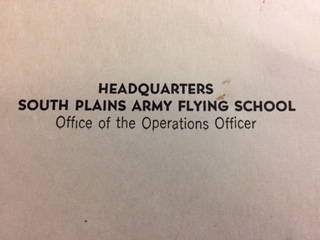 HEADQUARTERS
SOUTH PLAINS ARMY FLYING SCHOOL
Office of the Operations Officer